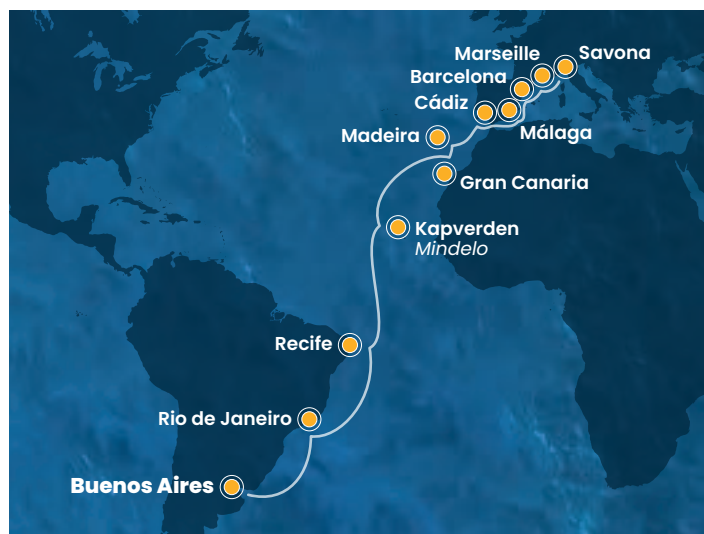 Marseille
Savona
Barcelona
Cádiz
Málaga
Madeira
Gran Canaria
Kapverden
Mindelo
Recife
Rio de Janeiro
Buenos Aires